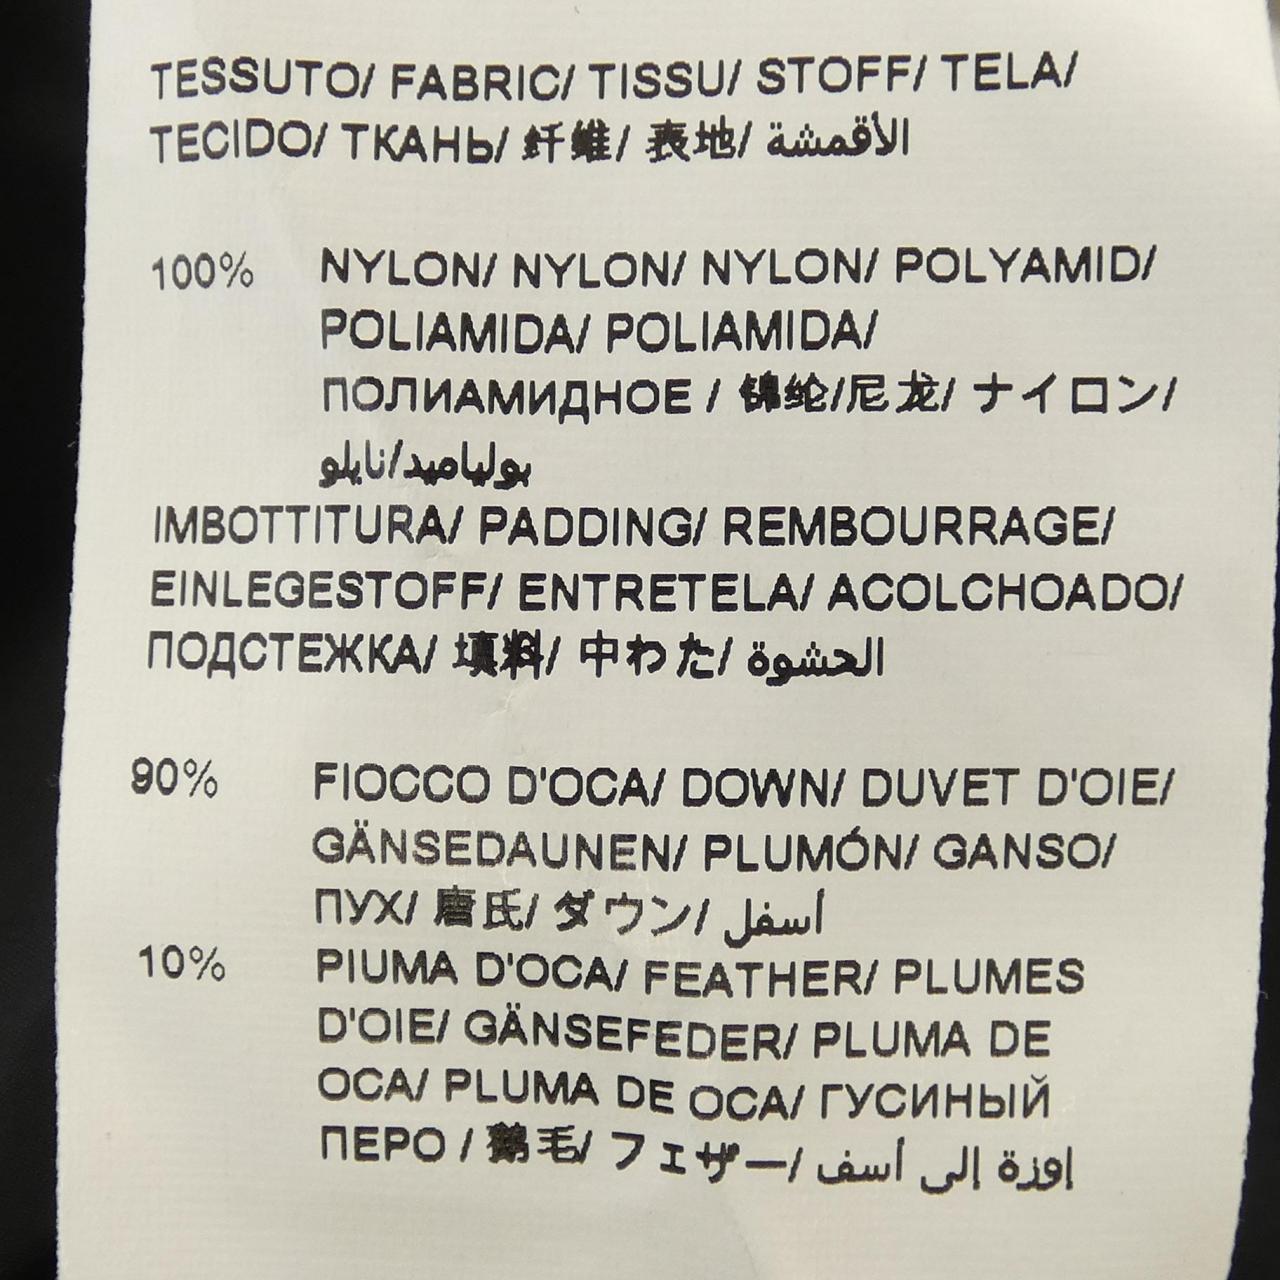 TESSUTO/ FABRIC/ TISSU/ STOFF/ TELA/
TECIDO/ ТКАНЬ/ 纤维/ 表地/ الأقمشة
100% NYLON/ NYLON/ NYLON/ POLYAMID/
POLIAMIDA/ POLIAMIDA/
ПОЛИАМИДНОЕ / 锦纶/尼龙/ ナイロン/
بولياميد/نايلو
IMBOTTITURA/ PADDING/ REMBOURRAGE/
EINLEGESTOFF/ ENTRETELA/ ACOLCHOADO/
ПОДСТЕЖКА/ 填料/ 中わた/ الحشوة
90% FIOCCO D'OCA/ DOWN/ DUVET D'OIE/
GÄNSEDAUNEN/ PLUMÓN/ GANSO/
ПУХ/ 唐氏/ ダウン/ أسفل
10% PIUMA D'OCA/ FEATHER/ PLUMES
D'OIE/ GÄNSEFEDER/ PLUMA DE
OCA/ PLUMA DE OCA/ ГУСИНЫЙ
ПЕРО / 鹅毛/ フェザー/ إوزة إلى أسف